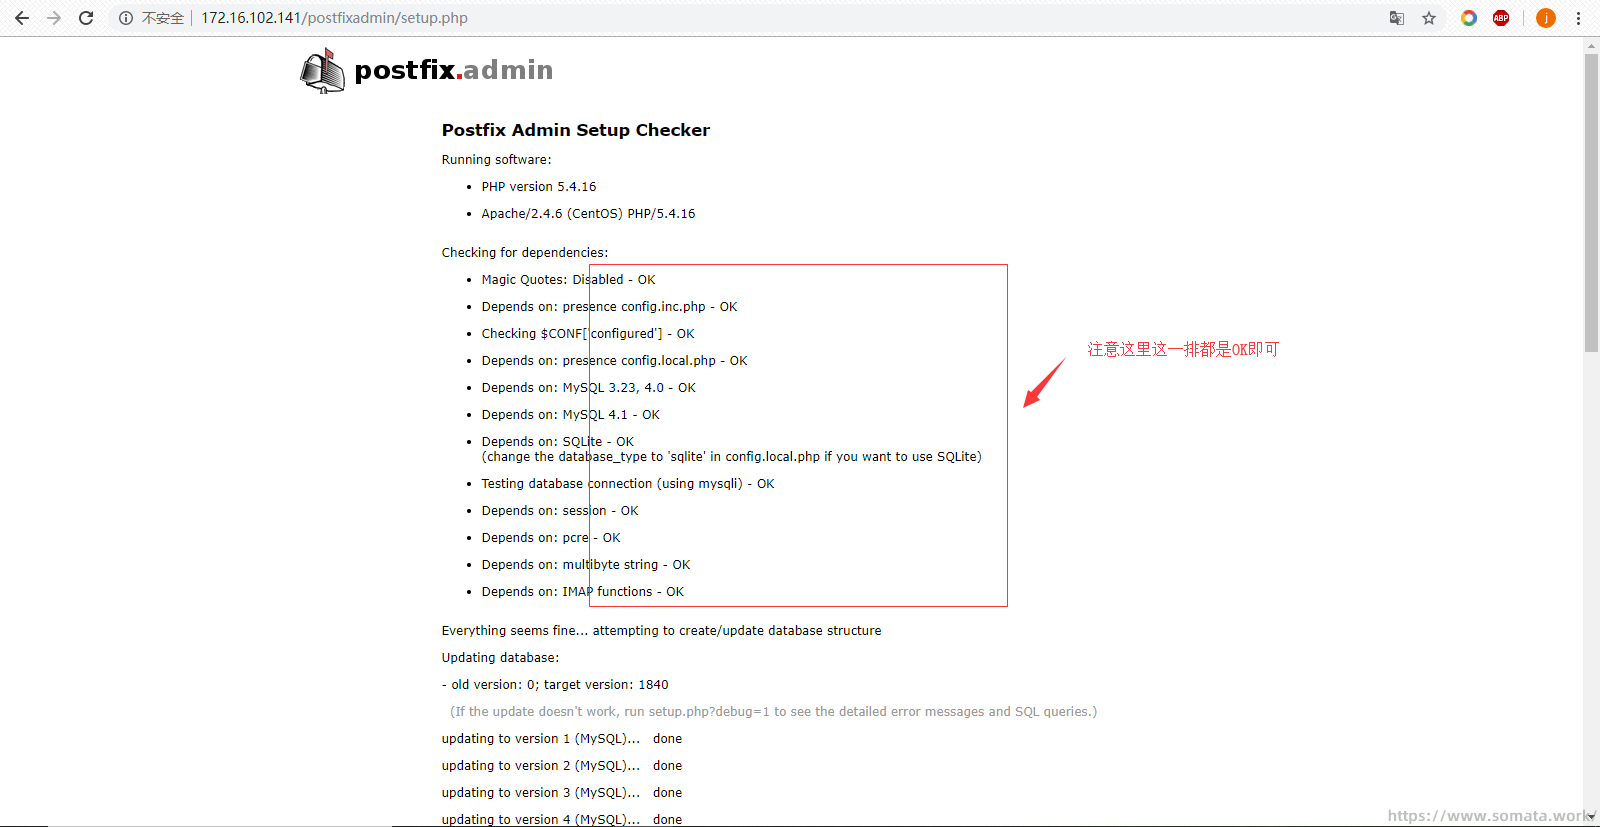 不安全 172.16.102.141/postfixadmin/setup.php
ABP
j
postfix.admin
Postfix Admin Setup Checker
Running software:
PHP version 5.4.16
Apache/2.4.6 (CentOS) PHP/5.4.16
Checking for dependencies:
Magic Quotes: Disabled - OK
Depends on: presence config.inc.php - OK
Checking $CONF['configured'] - OK
注意这里这一排都是OK即可
Depends on: presence config.local.php - OK
Depends on: MySQL 3.23, 4.0 - OK
Depends on: MySQL 4.1 - OK
Depends on: SQLite - OK
(change the database_type to 'sqlite' in config.local.php if you want to use SQLite)
Testing database connection (using mysqli) - OK
Depends on: session - OK
Depends on: pcre - OK
Depends on: multibyte string - OK
Depends on: IMAP functions - OK
Everything seems fine... attempting to create/update database structure
Updating database:
- old version: 0; target version: 1840
(If the update doesn't work, run setup.php?debug=1 to see the detailed error messages and SQL queries.)
updating to version 1 (MySQL)... done
updating to version 2 (MySQL)... done
updating to version 3 (MySQL)... done
updating to version 4 (MySQL)... done
https://www.somata.work/